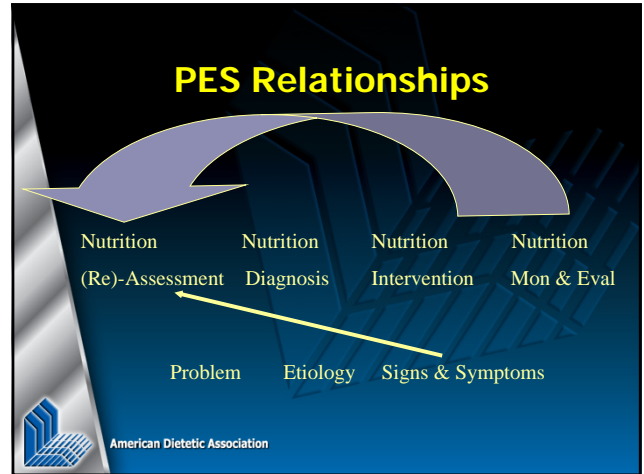 PES Relationships
Nutrition Nutrition Nutrition Nutrition
(Re)-Assessment Diagnosis Intervention Mon & Eval
Problem Etiology Signs & Symptoms
American Dietetic Association